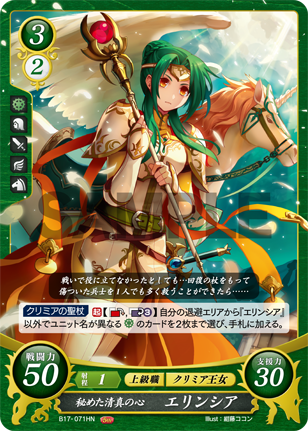 3
2
戦いで役に立てなかったとしても…回復の杖をもって
傷ついた兵士を1人でも多く救うことができたら……
クリミアの聖杖 起 [ , 3] 自分の退避エリアから『エリンシア』
以外でユニット名が異なる のカードを2枚まで選び、手札に加える。
戦闘力 50
射程 1 上級職 クリミア王女
支援力 30
秘めた清真の心 エリンシア
B17-071HN Illust:紺藤ココン